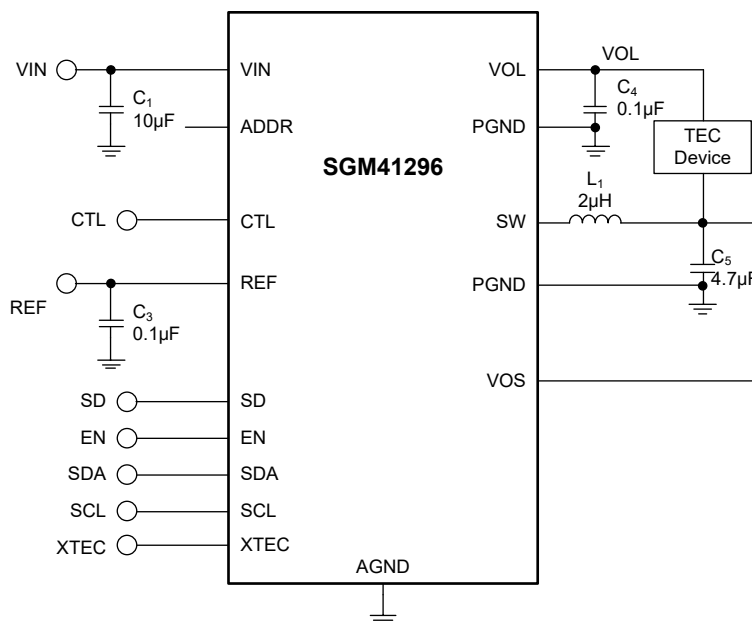 VIN
VIN
C1
10µF
ADDR
CTL
CTL
REF
REF
C3
0.1µF
SD
SD
EN
EN
SDA
SDA
SCL
SCL
XTEC
XTEC
SGM41296
AGND
VOL
VOL
C4
0.1µF
PGND
TEC
Device
L1
2µH
SW
C5
4.7µF
PGND
VOS